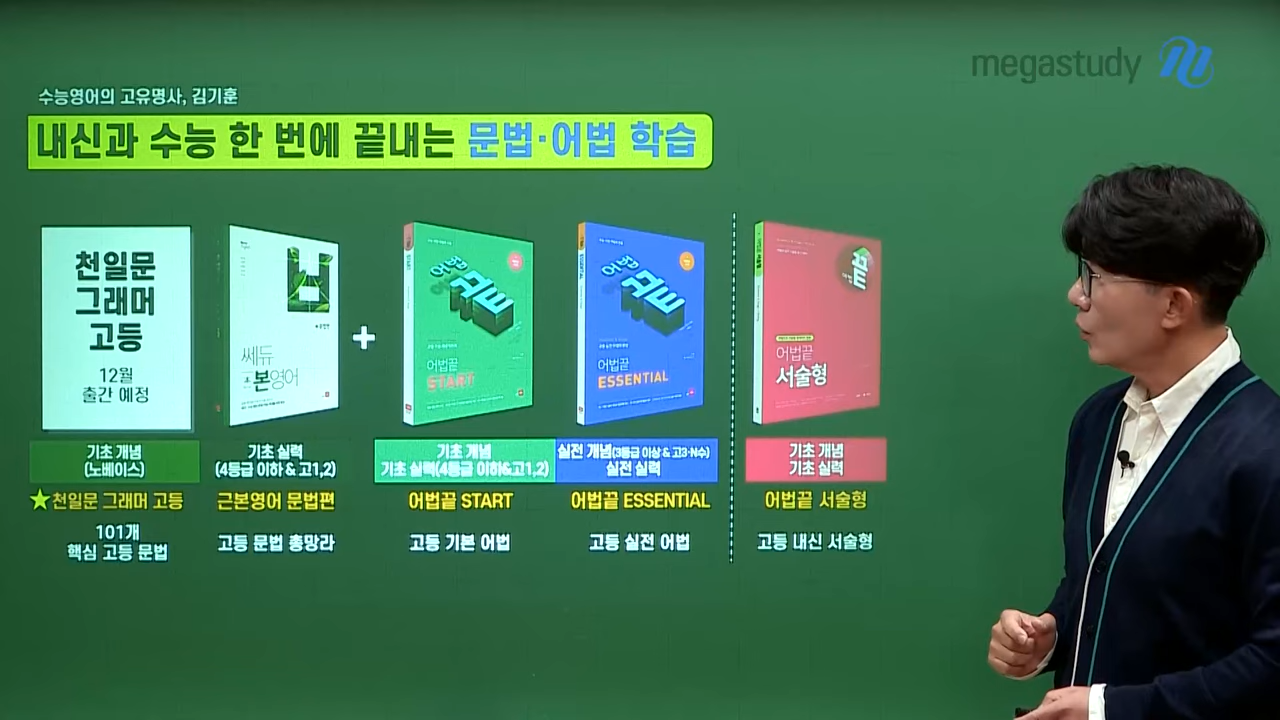 megastudy
수능영어의 고유명사, 김기훈
내신과 수능 한 번에 끝내는 문법·어법 학습
천일문
그래머
고등
12월
출간 예정
쎄듀
근본영어
+
어법끝
START
어법끝
ESSENTIAL
어법끝
서술형
기초 개념
(노베이스)
기초 실력
(4등급 이하 & 고1,2)
기초 개념
기초 실력(4등급 이하&고1,2)
실전 개념(3등급 이상 & 고3·N수)
실전 실력
기초 개념
기초 실력
★천일문 그래머 고등
근본영어 문법편
어법끝 START
어법끝 ESSENTIAL
어법끝 서술형
101개
핵심 고등 문법
고등 문법 총망라
고등 기본 어법
고등 실전 어법
고등 내신 서술형